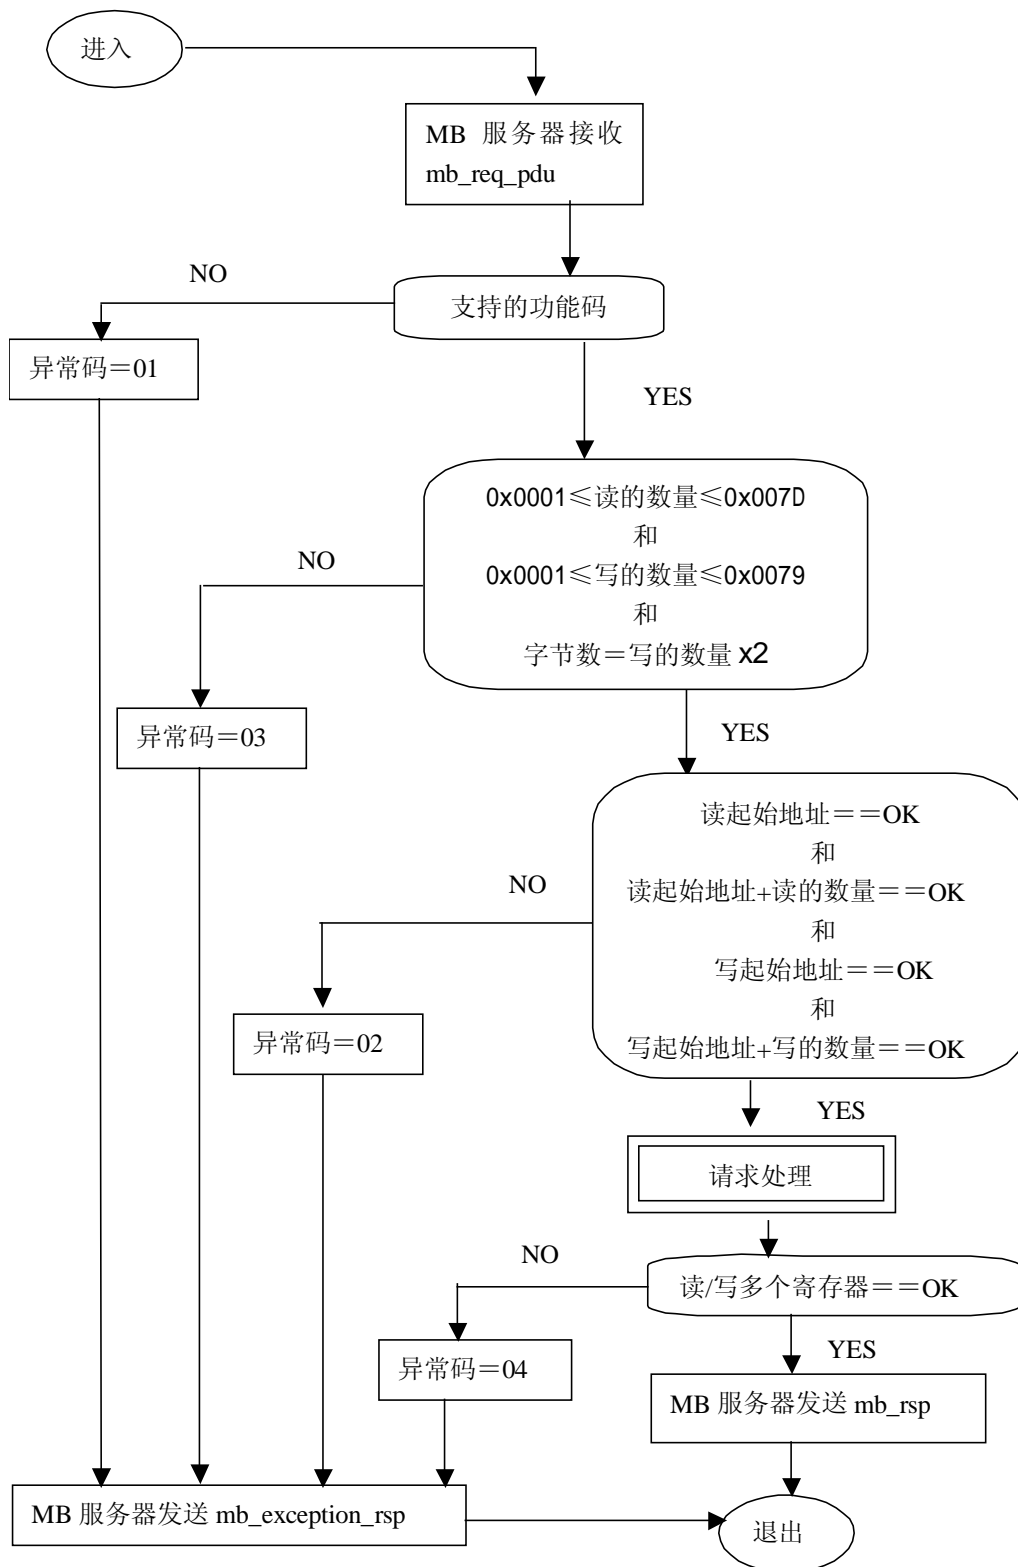 进入
MB 服务器接收
mb_req_pdu
NO
支持的功能码
异常码＝01
YES
0x0001≤读的数量≤0x007D
和
NO
0x0001≤写的数量≤0x0079
和
字节数＝写的数量 x2
异常码＝03
YES
读起始地址＝＝OK
和
NO
读起始地址+读的数量＝＝OK
和
写起始地址＝＝OK
和
异常码＝02
写起始地址+写的数量＝＝OK
YES
请求处理
NO
读/写多个寄存器＝＝OK
YES
异常码＝04
MB 服务器发送 mb_rsp
MB 服务器发送 mb_exception_rsp
退出